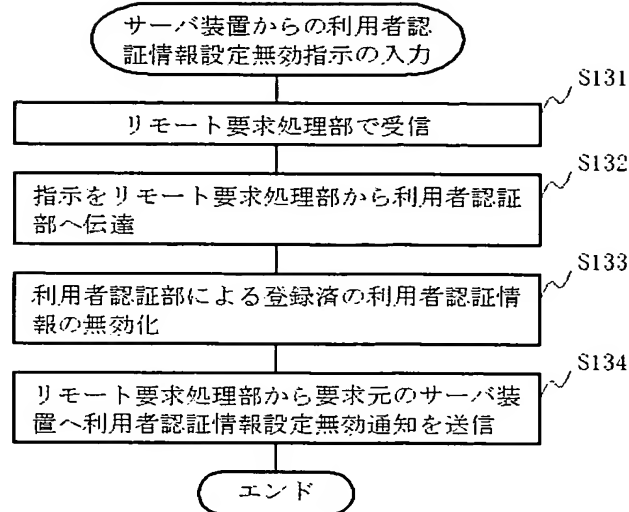 サーバ装置からの利用者認
証情報設定無効指示の入力
S131
リモート要求処理部で受信
S132
指示をリモート要求処理部から利用者認証
部へ伝達
S133
利用者認証部による登録済の利用者認証情
報の無効化
S134
リモート要求処理部から要求元のサーバ装
置へ利用者認証情報設定無効通知を送信
エンド